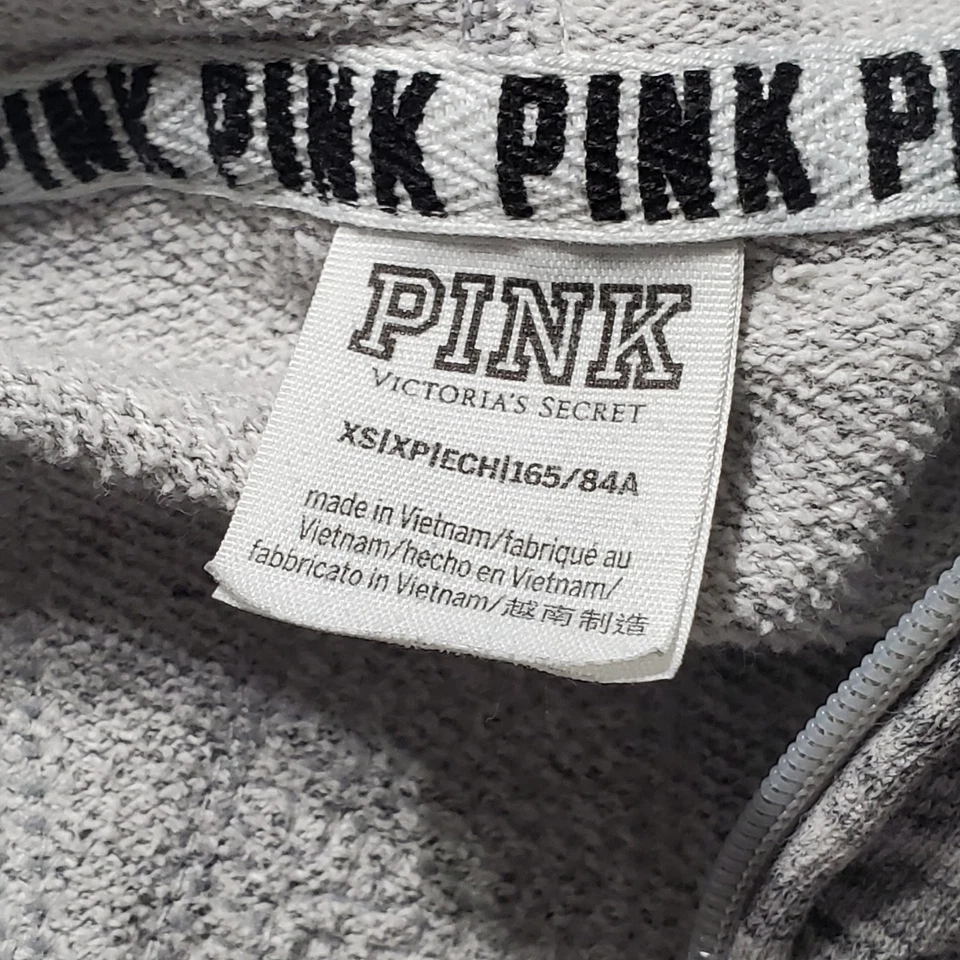 PINK PINK PINK P
PINK
VICTORIA'S SECRET
XS|XP|ECH|165/84A
made in Vietnam/fabriqué au
Vietnam/hecho en Vietnam/
fabbricato in Vietnam/越南制造